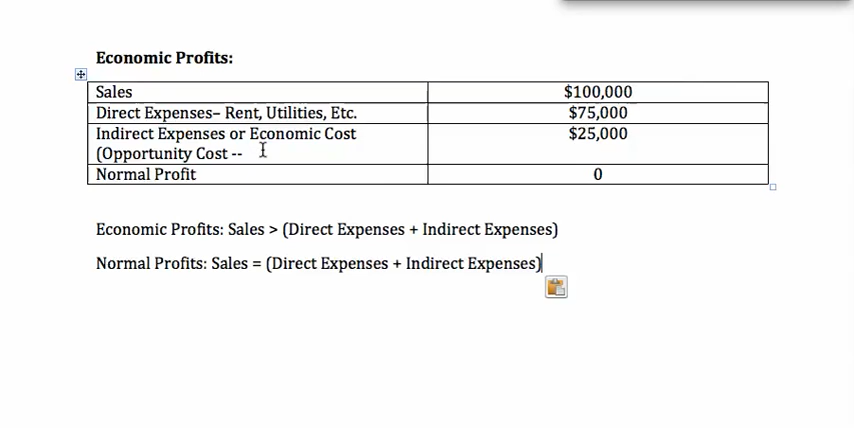 Economic Profits:
Sales $100,000
Direct Expenses– Rent, Utilities, Etc. $75,000
Indirect Expenses or Economic Cost $25,000
(Opportunity Cost --
Normal Profit 0
Economic Profits: Sales > (Direct Expenses + Indirect Expenses)
Normal Profits: Sales = (Direct Expenses + Indirect Expenses)